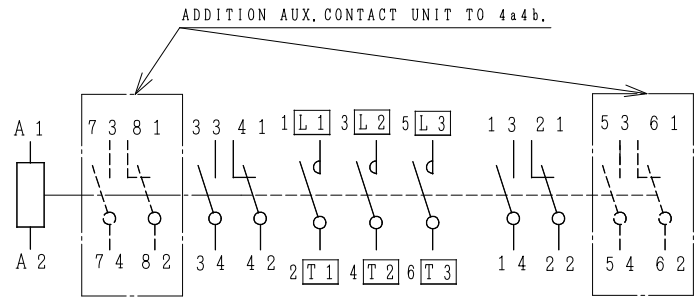 ADDITION AUX. CONTACT UNIT TO 4a4b.
A1 73 81 33 41 1 L1 3 L2 5 L3 13 21 53 61
A2 74 82 34 42 2 T1 4 T2 6 T3 14 22 54 62